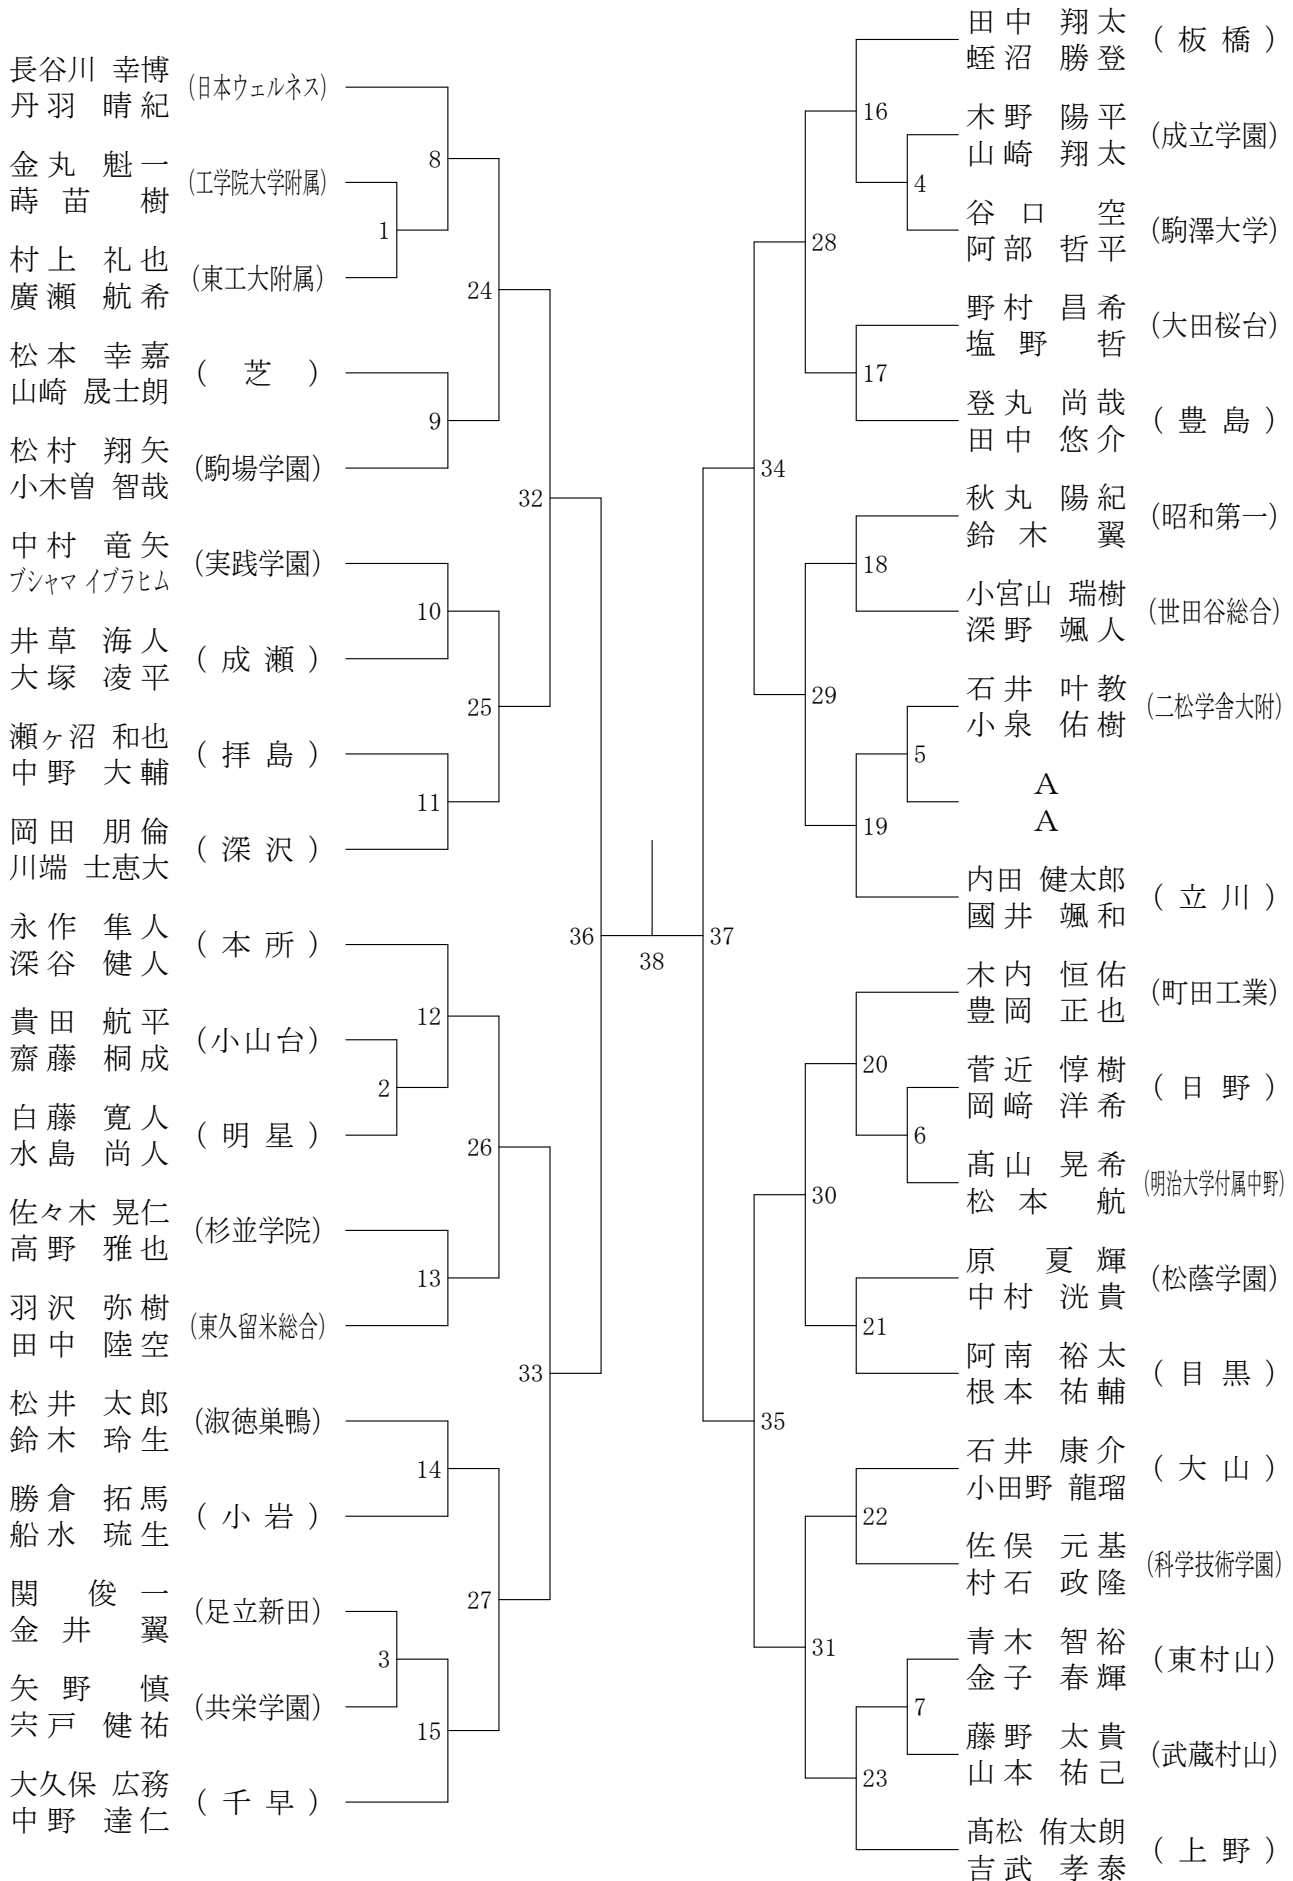 長谷川 幸博
丹羽 晴紀
(日本ウェルネス)
金丸 魁一
蒔苗 樹
(工学院大学附属)
村上 礼也
廣瀬 航希
(東工大附属)
松本 幸嘉
山崎 晟士朗
(芝)
松村 翔矢
小木曽 智哉
(駒場学園)
中村 竜矢
ブシャマ イブラヒム
(実践学園)
井草 海人
大塚 凌平
(成瀬)
瀬ヶ沼 和也
中野 大輔
(拝島)
岡田 朋倫
川端 士恵大
(深沢)
永作 隼人
深谷 健人
(本所)
貴田 航平
齋藤 桐成
(小山台)
白藤 寛人
水島 尚人
(明星)
佐々木 晃仁
高野 雅也
(杉並学院)
羽沢 弥樹
田中 陸空
(東久留米総合)
松井 太郎
鈴木 玲生
(淑徳巣鴨)
勝倉 拓馬
船水 琉生
(小岩)
関 俊一
金井 翼
(足立新田)
矢野 慎
宍戸 健祐
(共栄学園)
大久保 広務
中野 達仁
(千早)
1
2
3
8
9
10
11
12
13
14
15
24
25
26
27
32
33
36
38
37
34
35
28
29
30
31
16
17
18
19
20
21
22
23
4
5
6
7
田中 翔太
蛭沼 勝登
(板橋)
木野 陽平
山崎 翔太
(成立学園)
谷口 空
阿部 哲平
(駒澤大学)
野村 昌希
塩野 哲
(大田桜台)
登丸 尚哉
田中 悠介
(豊島)
秋丸 陽紀
鈴木 翼
(昭和第一)
小宮山 瑞樹
深野 颯人
(世田谷総合)
石井 叶教
小泉 佑樹
(二松学舎大附)
A
A
内田 健太郎
國井 颯和
(立川)
木内 恒佑
豊岡 正也
(町田工業)
菅近 惇樹
岡﨑 洋希
(日野)
髙山 晃希
松本 航
(明治大学付属中野)
原 夏輝
中村 洸貴
(松蔭学園)
阿南 裕太
根本 祐輔
(目黒)
石井 康介
小田野 龍瑠
(大山)
佐俣 元基
村石 政隆
(科学技術学園)
青木 智裕
金子 春輝
(東村山)
藤野 太貴
山本 祐己
(武蔵村山)
髙松 侑太朗
吉武 孝泰
(上野)